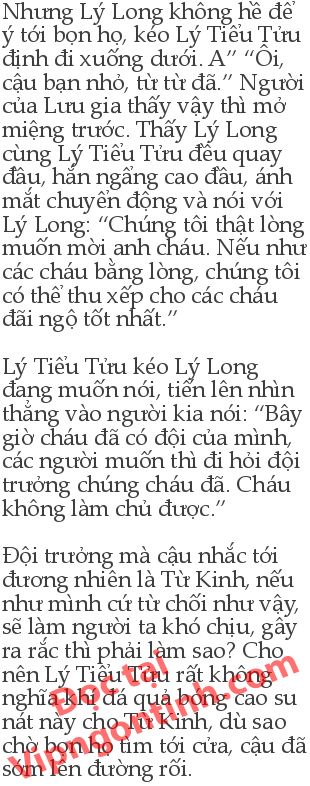 Nhưng Lý Long không hề để
ý tới bọn họ, kéo Lý Tiểu Tửu
định đi xuống dưới. A” “Ôi,
cậu bạn nhỏ, từ từ đã.” Người
của Lưu gia thấy vậy thì mở
miệng trước. Thấy Lý Long
cùng Lý Tiểu Tửu đều quay
đầu, hắn ngẩng cao đầu, ánh
mắt chuyển động và nói với
Lý Long: “Chúng tôi thật lòng
muốn mời anh cháu. Nếu như
các cháu bằng lòng, chúng tôi
có thể thu xếp cho các cháu
đãi ngộ tốt nhất.”

Lý Tiểu Tửu kéo Lý Long
đang muốn nói, tiến lên nhìn
thẳng vào người kia nói: “Bây
giờ cháu đã có đội của mình,
các người muốn thì đi hỏi đội
trưởng chúng cháu đã. Cháu
không làm chủ được.”

Đội trưởng mà cậu nhắc tới
đương nhiên là Từ Kinh, nếu
như mình cứ từ chối như vậy,
sẽ làm người ta khó chịu, gây
ra rắc thì phải làm sao? Cho
nên Lý Tiểu Tửu rất không
nghĩa khí đá quả bóng cao su
nát này cho Từ Kinh, dù sao
chờ bọn họ tìm tới cửa, cậu đã
sớm lên đường rồi.
Đọc tại
Vipngontinh.com